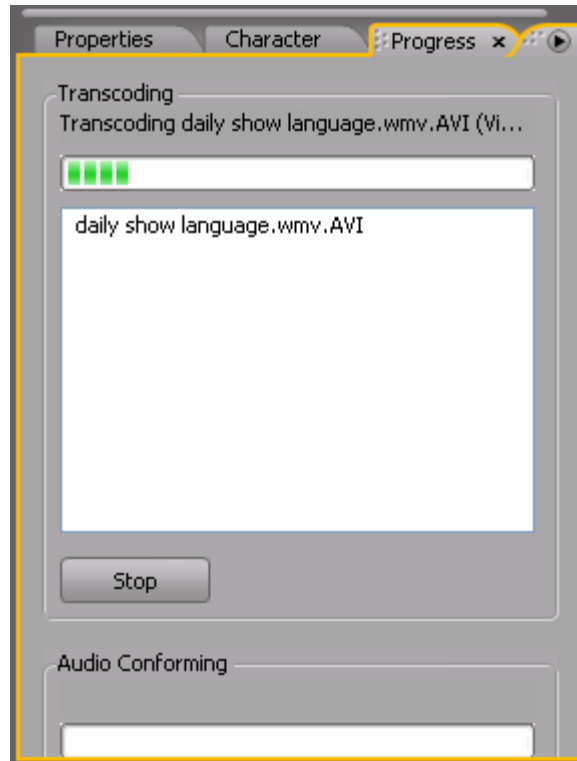 Properties Character Progress x
Transcoding
Transcoding daily show language.wmv.AVI (Vi...
daily show language.wmv.AVI
Stop
Audio Conforming